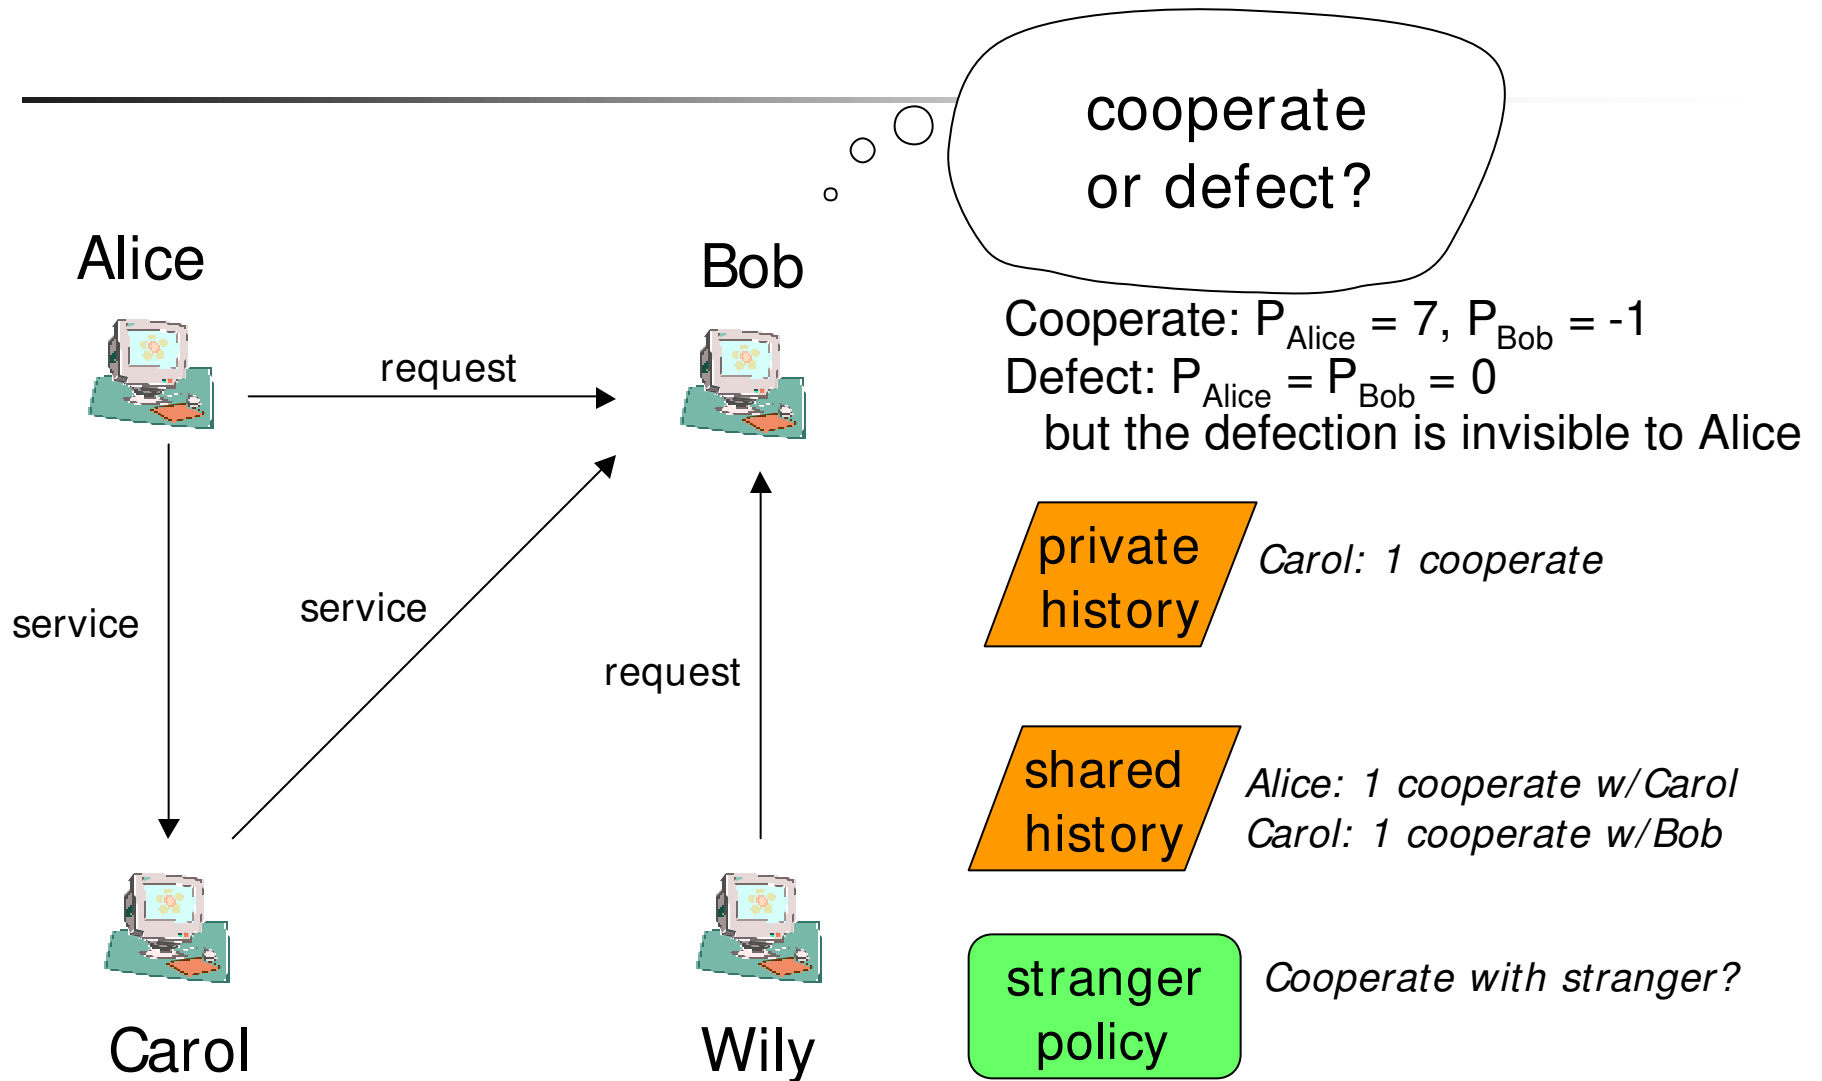 cooperate
or defect?
Alice
Bob
Cooperate: P_Alice = 7, P_Bob = -1
Defect: P_Alice = P_Bob = 0
but the defection is invisible to Alice
request
service
service
request
private
history
Carol: 1 cooperate
shared
history
Alice: 1 cooperate w/Carol
Carol: 1 cooperate w/Bob
stranger
policy
Cooperate with stranger?
Carol
Wily